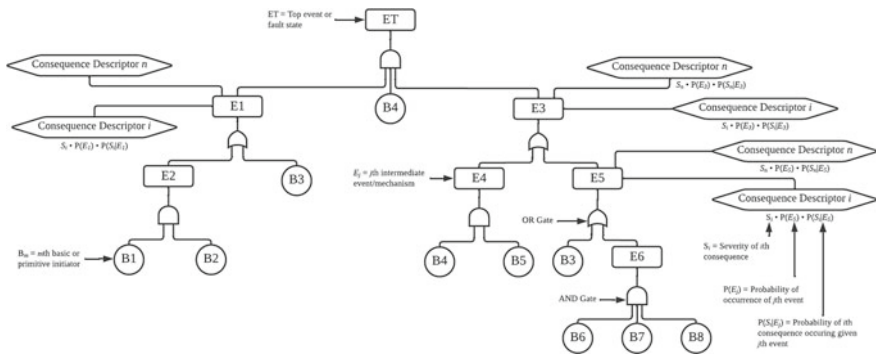 ET = Top event or
fault state
ET
Consequence Descriptor n
Consequence Descriptor n
Sₙ • P(E₃) • P(Sₙ|E₃)
E1
B4
E3
Consequence Descriptor i
Sᵢ • P(E₁) • P(Sᵢ|E₁)
Consequence Descriptor i
Sᵢ • P(E₃) • P(Sᵢ|E₃)
Consequence Descriptor n
Sₙ • P(E₅) • P(Sₙ|E₅)
E2
B3
Eⱼ = jth intermediate
event/mechanism
E4
E5
Consequence Descriptor i
Sᵢ • P(Eⱼ) • P(Sᵢ|Eⱼ)
OR Gate
Sᵢ = Severity of ith
consequence
Bₘ = mth basic or
primitive initiator
B1
B2
B4
B5
B3
E6
P(Eⱼ) = Probability of
occurrence of jth event
AND Gate
P(Sᵢ|Eⱼ) = Probability of ith
consequence occuring given
jth event
B6
B7
B8